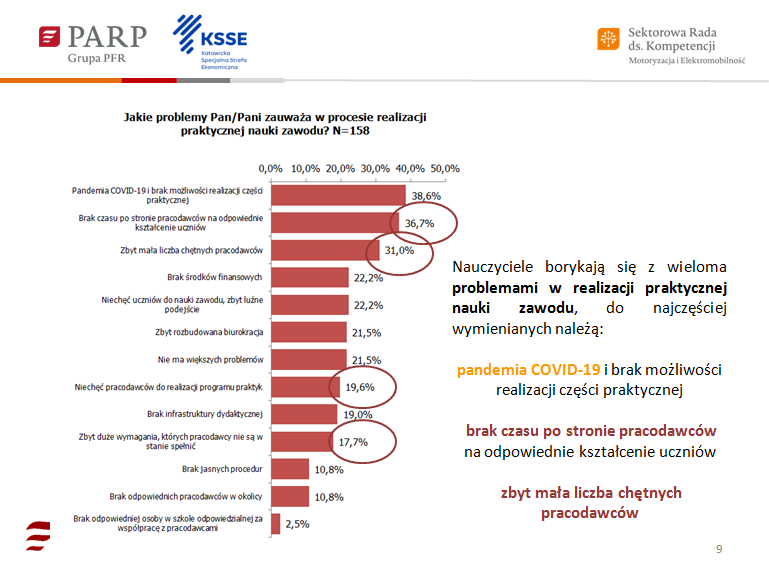 PARP
Grupa PFR
KSSE
Katowicka
Specjalna Strefa
Ekonomiczna
Sektorowa Rada
ds. Kompetencji
Motoryzacja i Elektromobilność
Jakie problemy Pan/Pani zauważa w procesie realizacji
praktycznej nauki zawodu? N=158
0,0% 10,0% 20,0% 30,0% 40,0% 50,0%
Pandemia COVID-19 i brak możliwości realizacji części
praktycznej
38,6%
Brak czasu po stronie pracodawców na odpowiednie
kształcenie uczniów
36,7%
Zbyt mała liczba chętnych pracodawców
31,0%
Brak środków finansowych
22,2%
Niechęć uczniów do nauki zawodu, zbyt luźne
podejście
22,2%
Zbyt rozbudowana biurokracja
21,5%
Nie ma większych problemów
21,5%
Niechęć pracodawców do realizacji programu praktyk
19,6%
Brak infrastruktury dydaktycznej
19,0%
Zbyt duże wymagania, których pracodawcy nie są w
stanie spełnić
17,7%
Brak jasnych procedur
10,8%
Brak odpowiednich pracodawców w okolicy
10,8%
Brak odpowiedniej osoby w szkole odpowiedzialnej za
współpracę z pracodawcami
2,5%
Nauczyciele borykają się z wieloma
problemami w realizacji praktycznej
nauki zawodu, do najczęściej
wymienianych należą:
pandemia COVID-19 i brak możliwości
realizacji części praktycznej
brak czasu po stronie pracodawców
na odpowiednie kształcenie uczniów
zbyt mała liczba chętnych
pracodawców
9